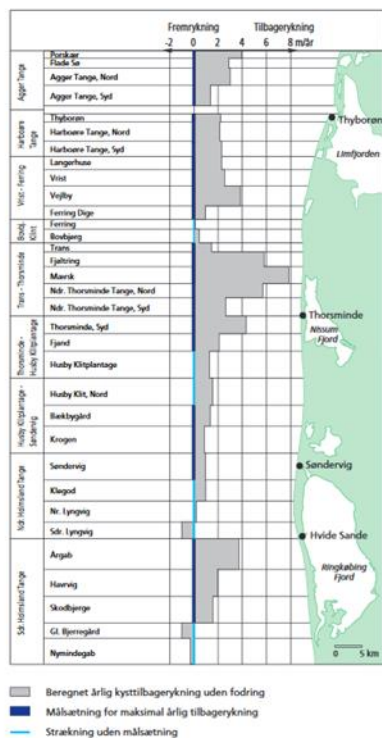 Fremrykning Tilbagerykning
-2 0 2 4 6 8 m/år
Agger Tange
Porskær
Flade Sø
Agger Tange, Nord
Agger Tange, Syd
Harboøre Tange
Thyborøn
Harboøre Tange, Nord
Harboøre Tange, Syd
Vrist - Ferring
Langerhuse
Vrist
Vejlby
Ferring Dige
Bovbj. Klint
Ferring
Bovbjerg
Trans - Thorsminde
Trans
Fjaltring
Mærsk
Ndr. Thorsminde Tange, Nord
Ndr. Thorsminde Tange, Syd
Thorsminde - Husby Klitplantage
Thorsminde, Syd
Fjand
Husby Klitplantage
Husby Klitplantage - Søndervig
Husby Klit, Nord
Bækbygård
Krogen
Ndr. Holmsland Tange
Søndervig
Klegod
Nr. Lyngvig
Sdr. Lyngvig
Sdr. Holmsland Tange
Årgab
Havrvig
Skodbjerge
Gl. Bjerregård
Nymindegab
Thyborøn
Limfjorden
Thorsminde
Nissum
Fjord
Søndervig
Hvide Sande
Ringkøbing
Fjord
0 5 km
Beregnet årlig kysttilbagerykning uden fodring
Målsætning for maksimal årlig tilbagerykning
Strækning uden målsætning